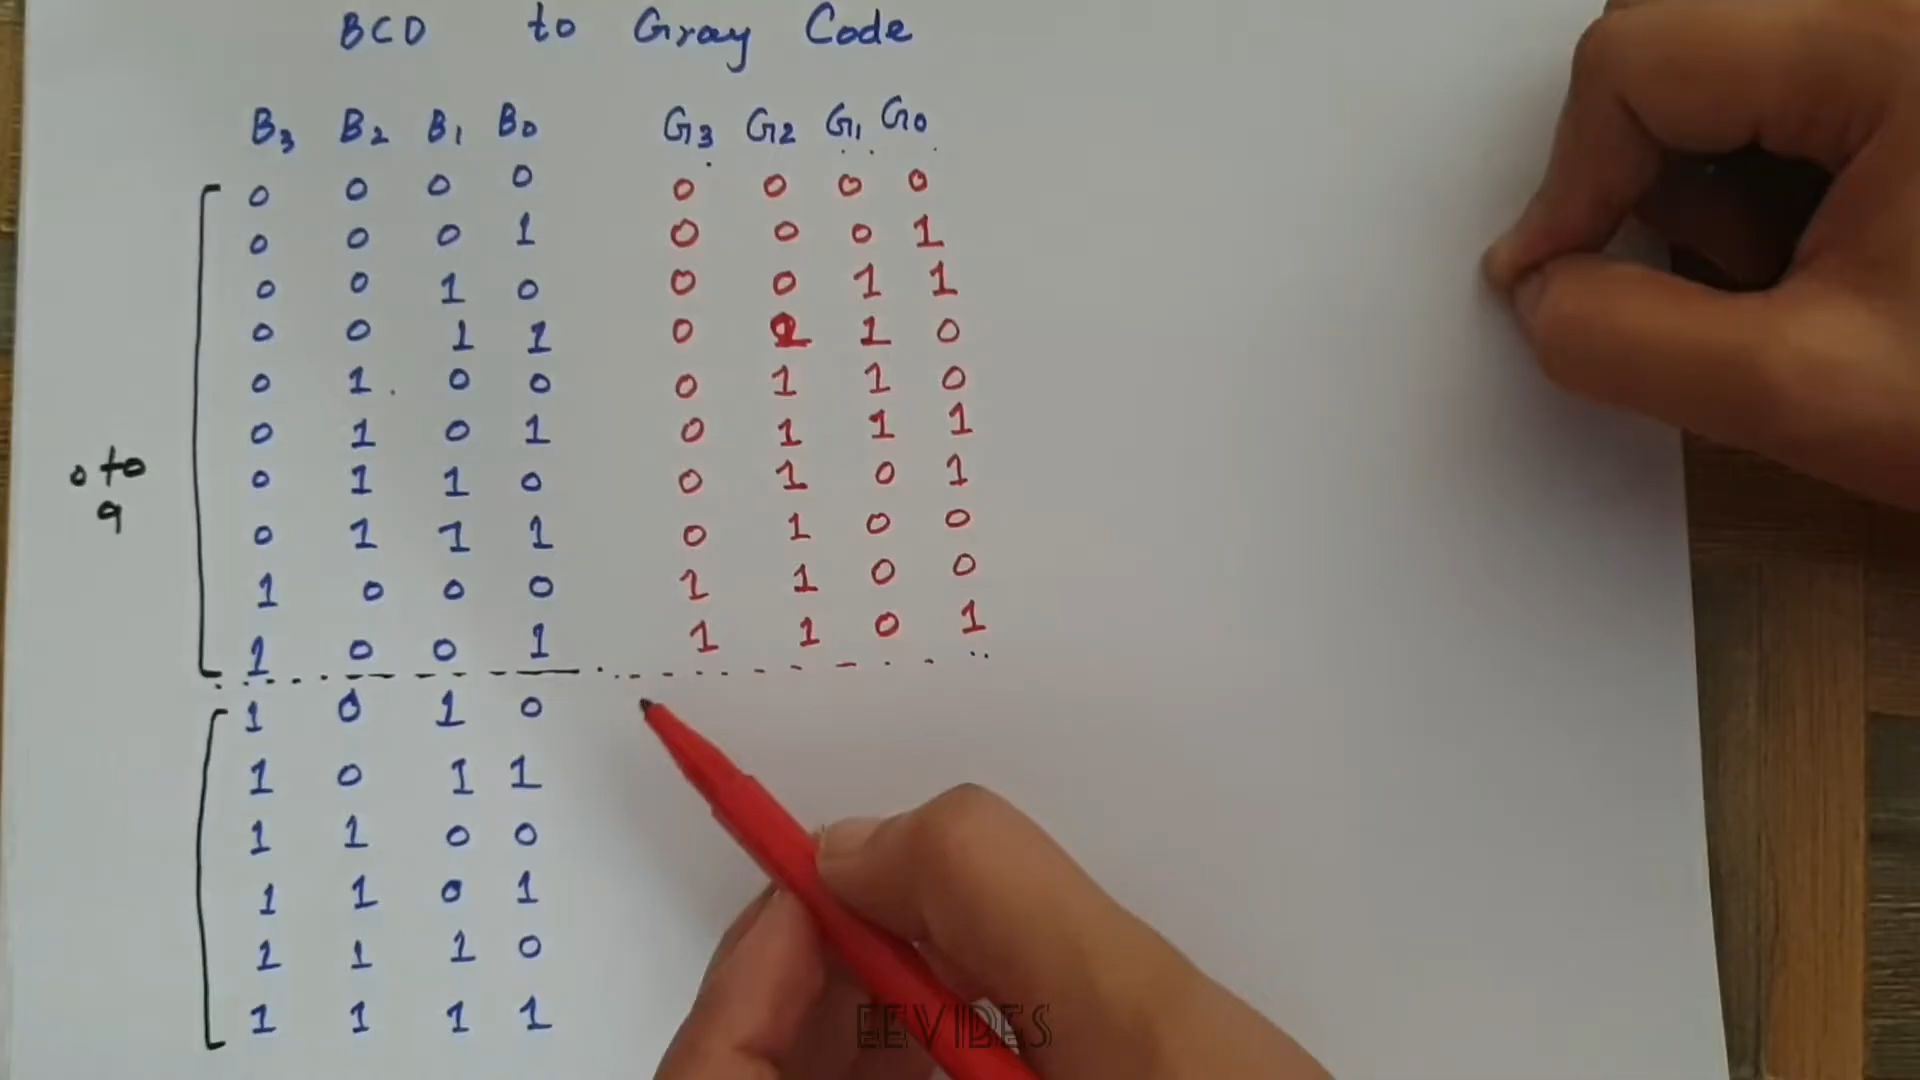 BCD to Gray Code
B3 B2 B1 B0 G3 G2 G1 G0
0 0 0 0 0 0 0 0
0 0 0 1 0 0 0 1
0 0 1 0 0 0 1 1
0 0 1 1 0 1 0
0 1 0 0 0 1 1 0
0 1 0 1 0 1 1 1
0 1 1 0 0 1 0 1
0 1 1 1 0 1 0 0
1 0 0 0 1 1 0 0
1 0 0 1 1 1 0 1
0 to
9
1 0 1 0
1 0 1 1
1 1 0 0
1 1 0 1
1 1 1 0
1 1 1 1
EEVIBES